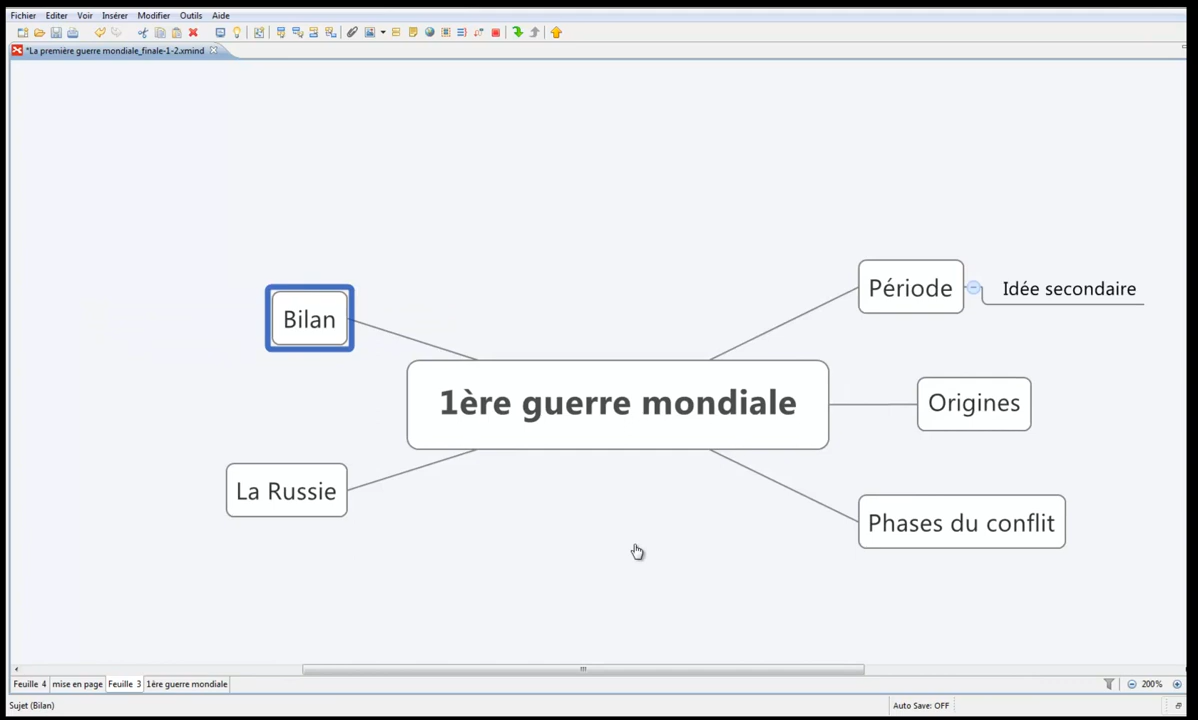 Fichier Editer Voir Insérer Modifier Outils Aide
*La première guerre mondiale_finale-1-2.xmind
Bilan
Période
Idée secondaire
1ère guerre mondiale
Origines
La Russie
Phases du conflit
Feuille 4 mise en page Feuille 3 1ère guerre mondiale
200%
Sujet (Bilan)
Auto Save: OFF